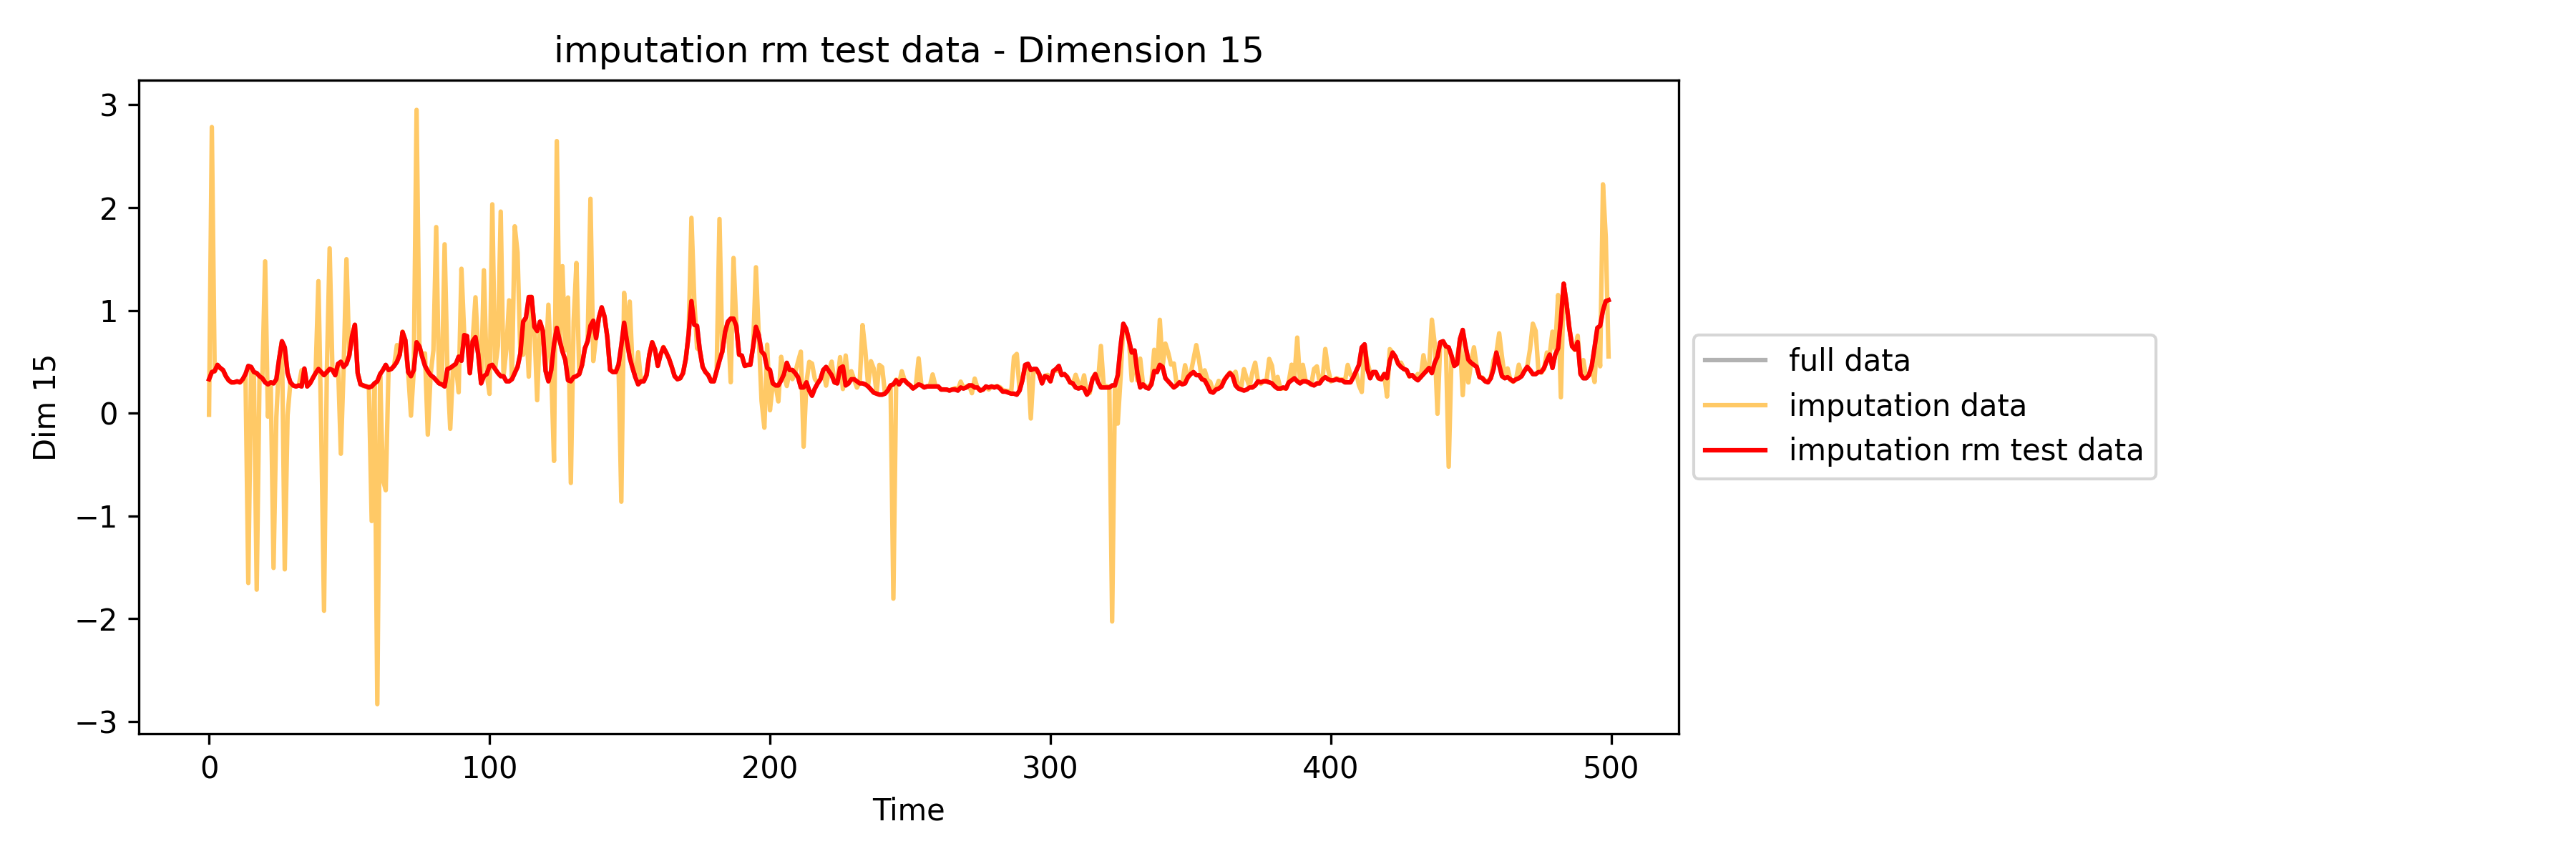 imputation rm test data - Dimension 15
3
2
1
0
−1
−2
−3
Dim 15
0 100 200 300 400 500
Time
full data
imputation data
imputation rm test data